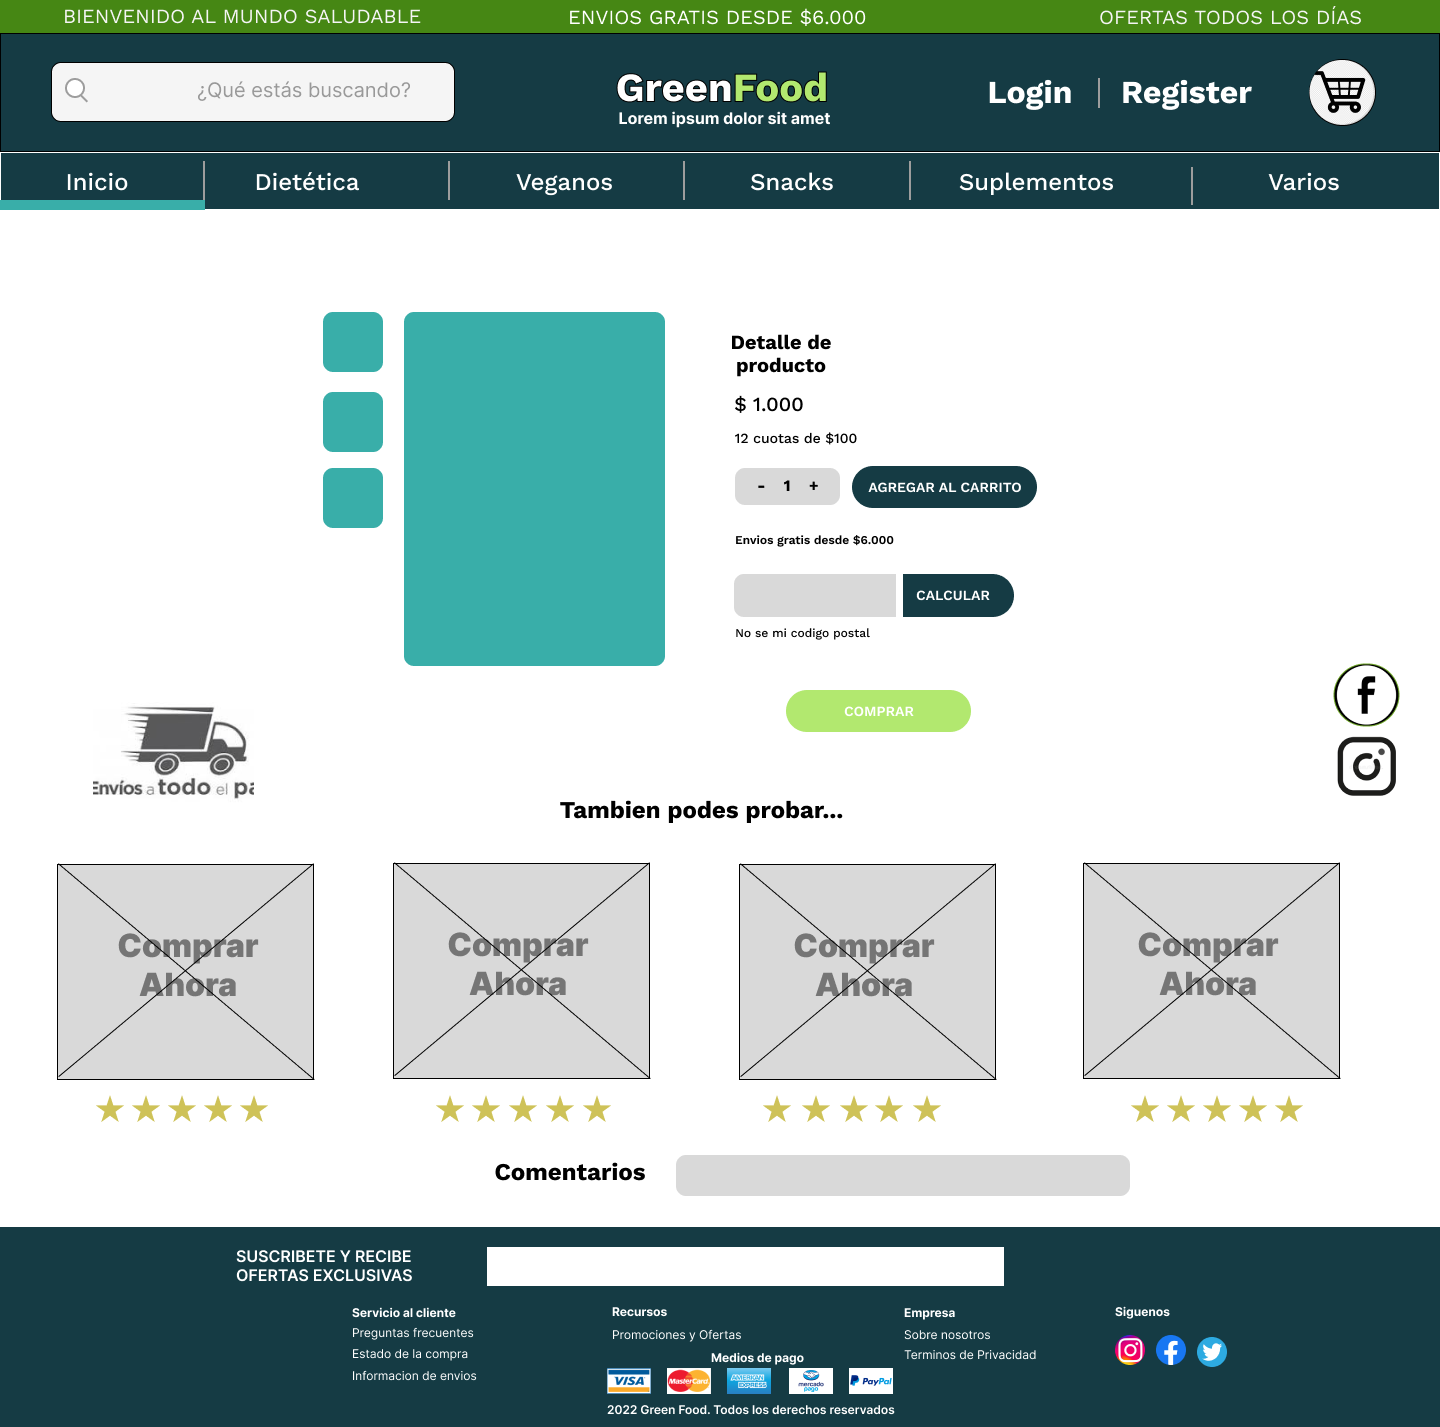 BIENVENIDO AL MUNDO SALUDABLE
ENVIOS GRATIS DESDE $6.000
OFERTAS TODOS LOS DÍAS
¿Qué estás buscando?
GreenFood
Lorem ipsum dolor sit amet
Login
Register
Inicio
Dietética
Veganos
Snacks
Suplementos
Varios
Detalle de
producto
$ 1.000
12 cuotas de $100
- 1 +
AGREGAR AL CARRITO
Envios gratis desde $6.000
CALCULAR
No se mi codigo postal
COMPRAR
Envíos a todo el pa
Tambien podes probar...
Comprar
Ahora
Comprar
Ahora
Comprar
Ahora
Comprar
Ahora
Comentarios
SUSCRIBETE Y RECIBE
OFERTAS EXCLUSIVAS
Servicio al cliente
Preguntas frecuentes
Estado de la compra
Informacion de envios
Recursos
Promociones y Ofertas
Empresa
Sobre nosotros
Terminos de Privacidad
Siguenos
Medios de pago
VISA
MasterCard
AMERICAN
EXPRESS
mercado
pago
PayPal
2022 Green Food. Todos los derechos reservados